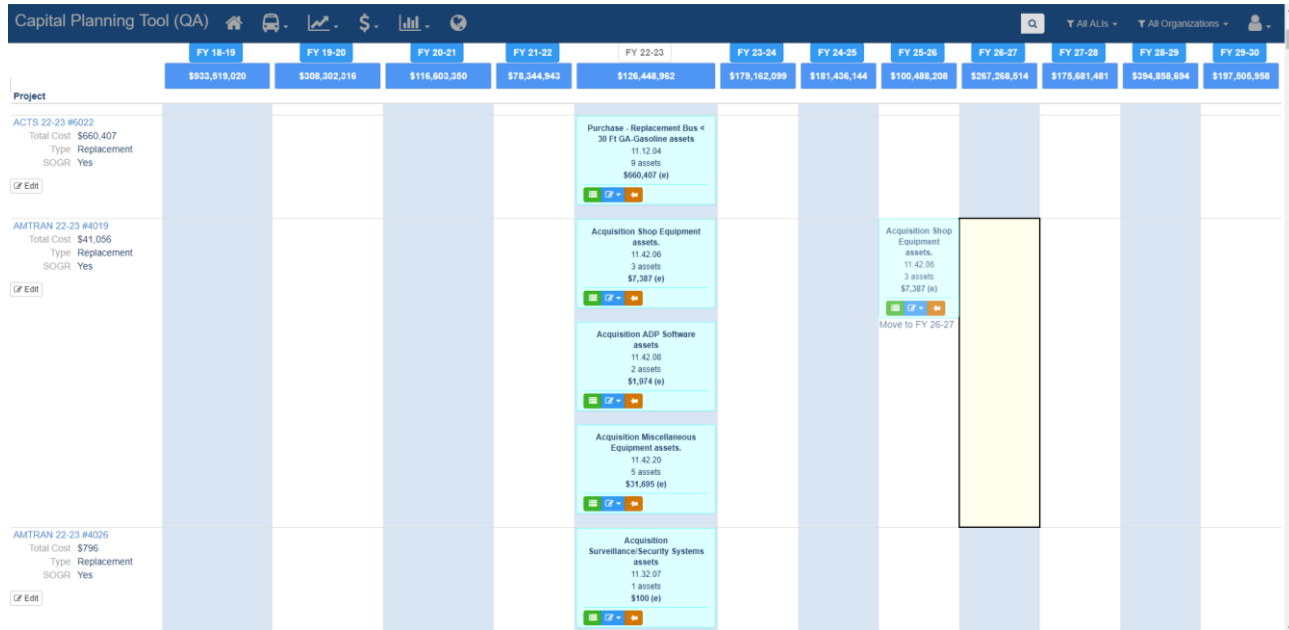 Capital Planning Tool (QA)
All ALIs
All Organizations
FY 18-19 FY 19-20 FY 20-21 FY 21-22 FY 22-23 FY 23-24 FY 24-25 FY 25-26 FY 26-27 FY 27-28 FY 28-29 FY 29-30
$933,519,020 $308,302,316 $116,603,350 $78,344,943 $126,448,962 $179,162,099 $181,436,144 $100,488,208 $267,268,514 $175,681,481 $394,858,694 $197,505,958
Project
ACTS 22-23 #6022
Total Cost $660,407
Type Replacement
SOGR Yes
Edit
Purchase - Replacement Bus <
30 Ft GA-Gasoline assets
11.12.04
9 assets
$660,407 (e)
AMTRAN 22-23 #4019
Total Cost $41,056
Type Replacement
SOGR Yes
Edit
Acquisition Shop Equipment
assets.
11.42.06
3 assets
$7,387 (e)
Acquisition Shop
Equipment
assets.
11.42.06
3 assets
$7,387 (e)
Move to FY 26-27
Acquisition ADP Software
assets
11.42.08
2 assets
$1,974 (e)
Acquisition Miscellaneous
Equipment assets.
11.42.20
5 assets
$31,695 (e)
AMTRAN 22-23 #4026
Total Cost $796
Type Replacement
SOGR Yes
Edit
Acquisition
Surveillance/Security Systems
assets
11.32.07
1 assets
$100 (e)